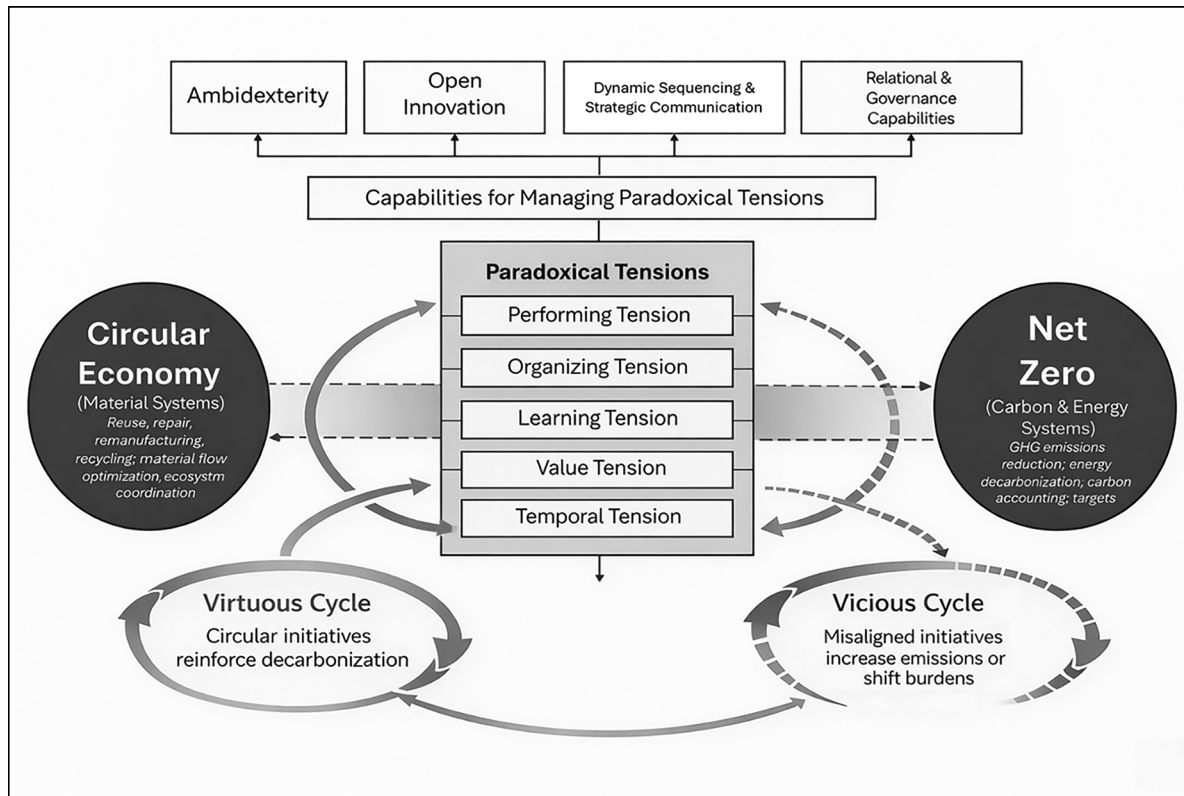 Ambidexterity
Open
Innovation
Dynamic Sequencing &
Strategic Communication
Relational &
Governance
Capabilities
Capabilities for Managing Paradoxical Tensions
Paradoxical Tensions
Performing Tension
Organizing Tension
Learning Tension
Value Tension
Temporal Tension
Circular
Economy
(Material Systems)
Reuse, repair,
remanufacturing,
recycling; material flow
optimization, ecosystm
coordination
Net
Zero
(Carbon & Energy
Systems)
GHG emissions
reduction; energy
decarbonization; carbon
accounting; targets
Virtuous Cycle
Circular initiatives
reinforce decarbonization
Vicious Cycle
Misaligned initiatives
increase emissions or
shift burdens